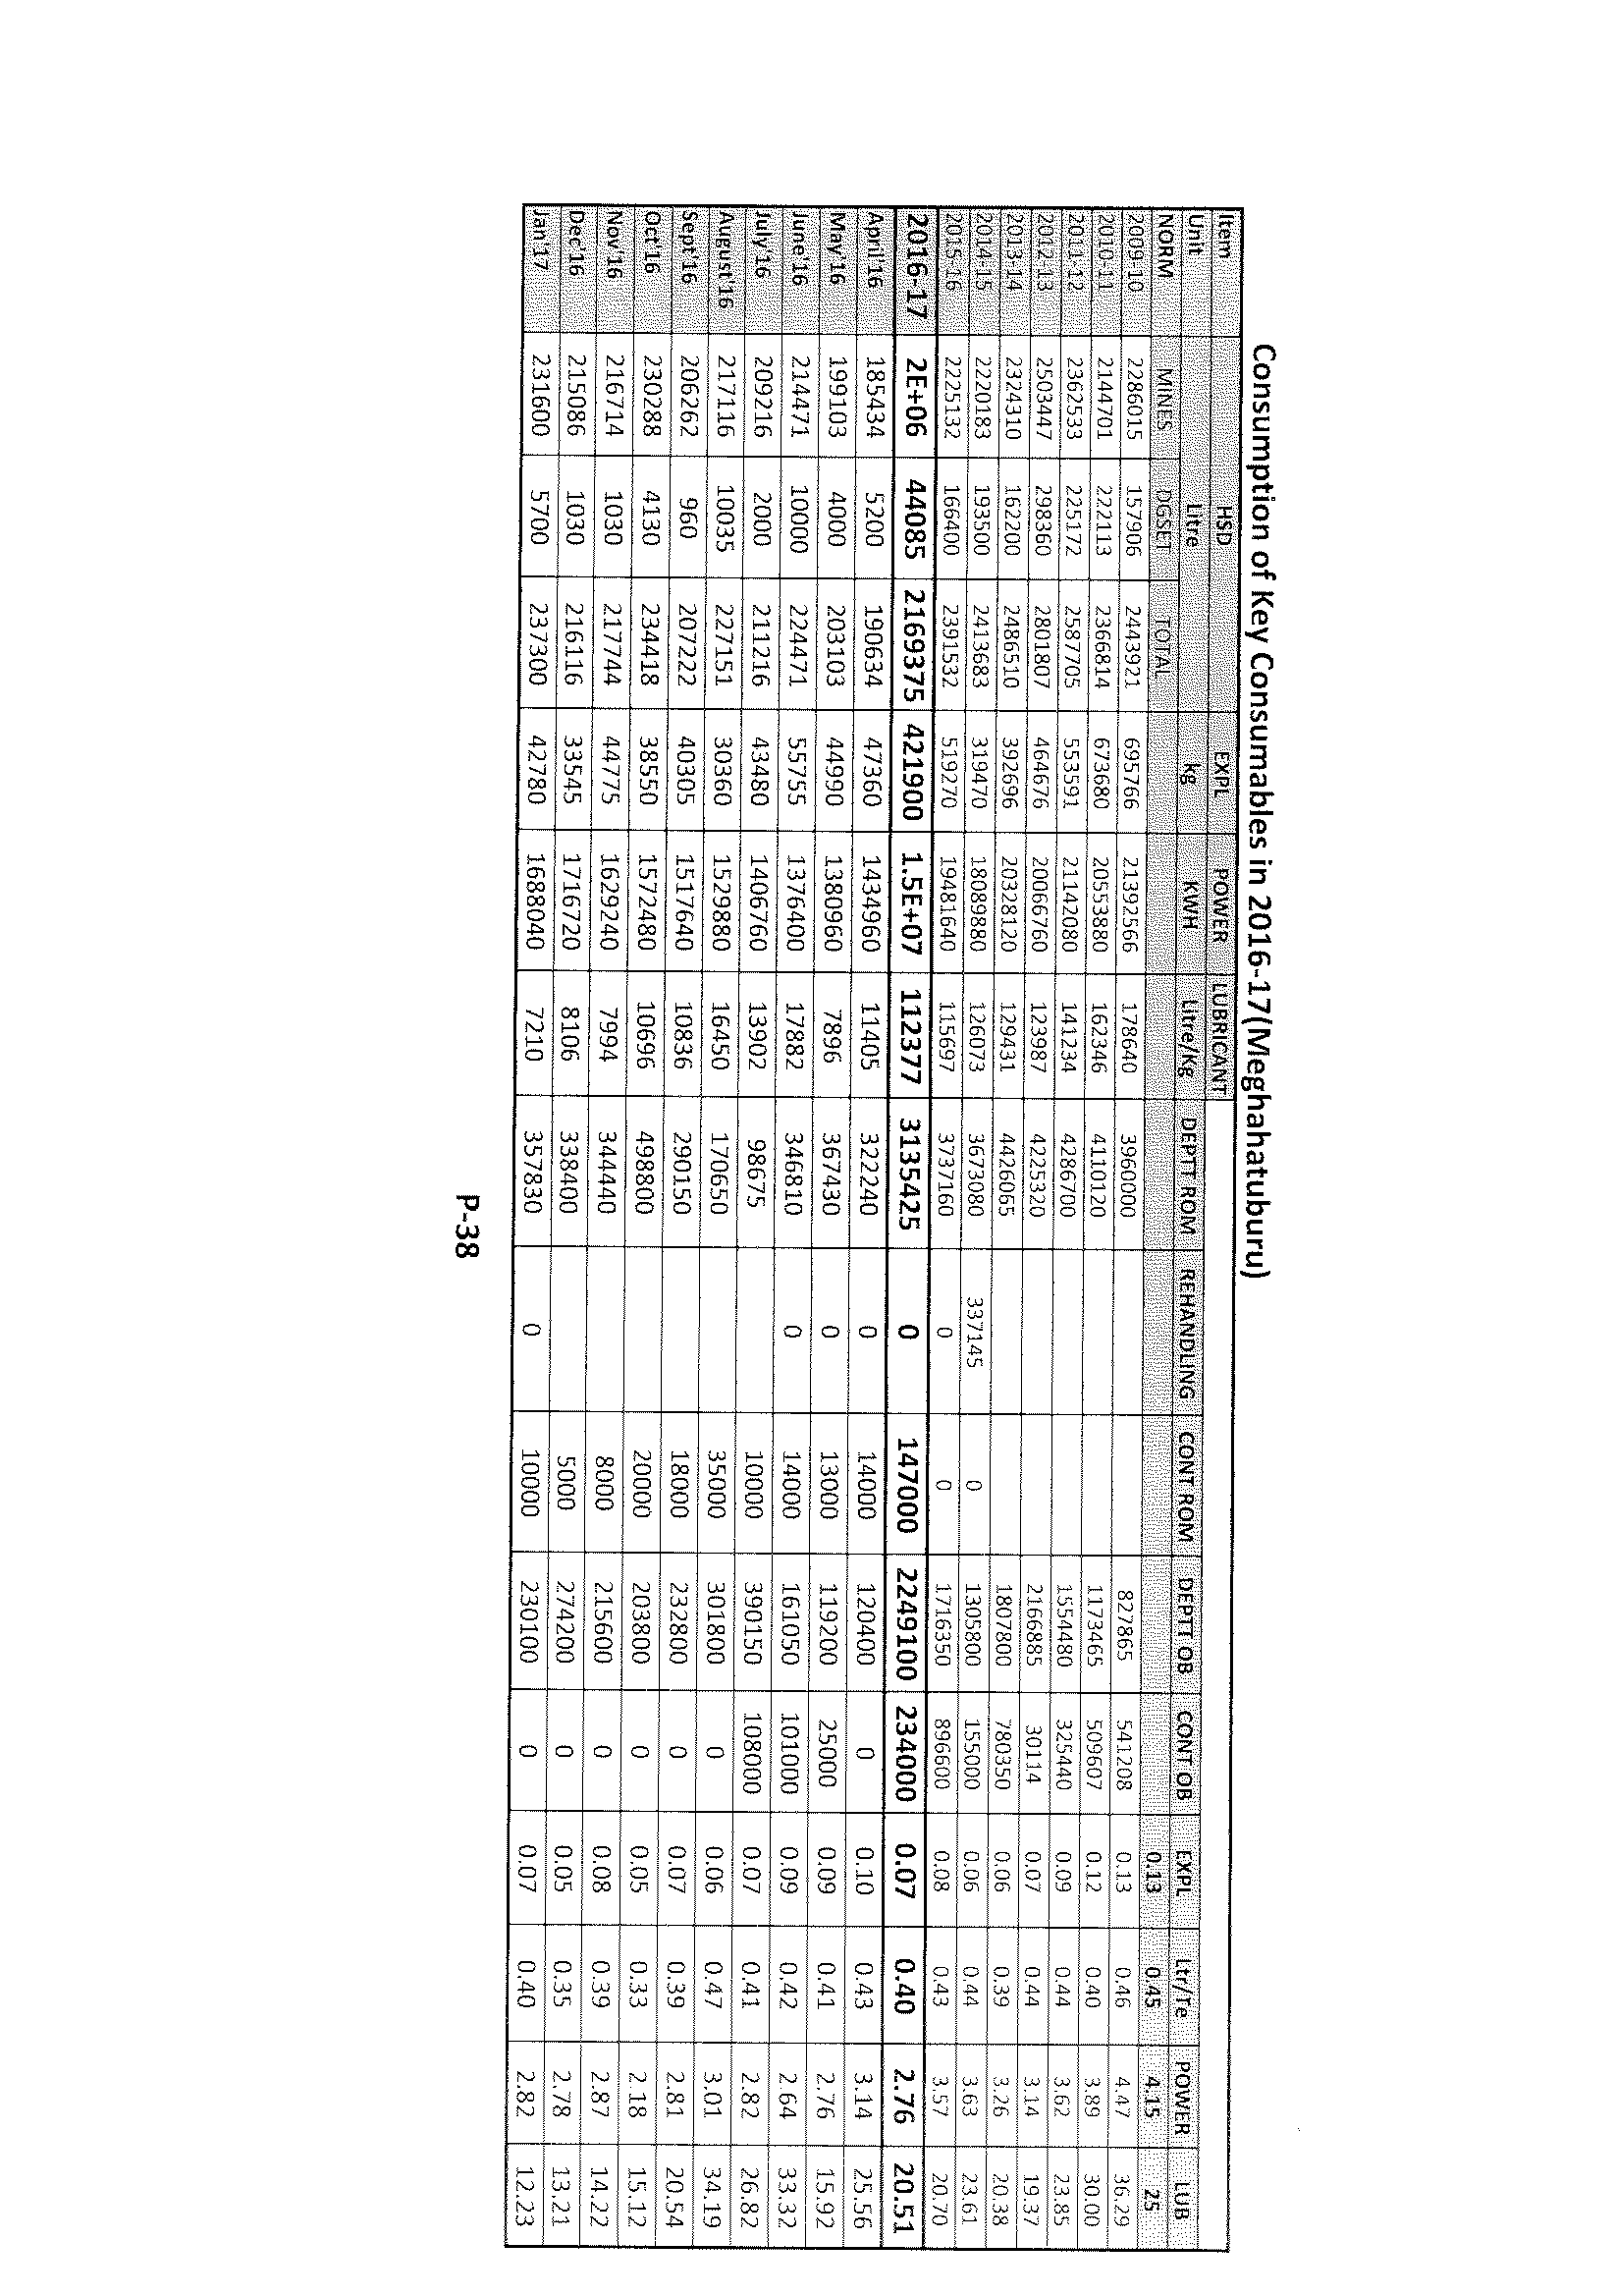 Consumption of Key Consumables in 2016-17(Meghahatuburu)
Item HSD EXPL POWER LUBRICANT
Unit Litre kg KWH Litre/Kg DEPTT ROM REHANDLING CONT ROM DEPTT OB CONT OB EXPL Ltr/Te POWER LUB
NORM MINES DGSET TOTAL 0.13 0.45 4.15 25
2009-10 2286015 157906 2443921 695766 21392566 178640 3960000 827865 541208 0.13 0.46 4.47 36.29
2010-11 2144701 222113 2366814 673680 20553880 162346 4110120 1173465 509607 0.12 0.40 3.89 30.00
2011-12 2362533 225172 2587705 553591 21142080 141234 4286700 1554480 325440 0.09 0.44 3.62 23.85
2012-13 2503447 298360 2801807 464676 20066760 123987 4225320 2166885 30114 0.07 0.44 3.14 19.37
2013-14 2324310 162200 2486510 392696 20328120 129431 4426065 1807800 780350 0.06 0.39 3.26 20.38
2014-15 2220183 193500 2413683 319470 18089880 126073 3673080 337145 0 1305800 155000 0.06 0.44 3.63 23.61
2015-16 2225132 166400 2391532 519270 19481640 115697 3737160 0 0 1716350 896600 0.08 0.43 3.57 20.70
2016-17 2E+06 44085 2169375 421900 1.5E+07 112377 3135425 0 147000 2249100 234000 0.07 0.40 2.76 20.51
April'16 185434 5200 190634 47360 1434960 11405 322240 0 14000 120400 0 0.10 0.43 3.14 25.56
May'16 199103 4000 203103 44990 1380960 7896 367430 0 13000 119200 25000 0.09 0.41 2.76 15.92
June'16 214471 10000 224471 55755 1376400 17882 346810 0 14000 161050 101000 0.09 0.42 2.64 33.32
July'16 209216 2000 211216 43480 1406760 13902 98675 10000 390150 108000 0.07 0.41 2.82 26.82
August'16 217116 10035 227151 30360 1529880 16450 170650 35000 301800 0 0.06 0.47 3.01 34.19
Sept'16 206262 960 207222 40305 1517640 10836 290150 18000 232800 0 0.07 0.39 2.81 20.54
Oct'16 230288 4130 234418 38550 1572480 10696 498800 20000 203800 0 0.05 0.33 2.18 15.12
Nov'16 216714 1030 217744 44775 1629240 7994 344440 8000 215600 0 0.08 0.39 2.87 14.22
Dec'16 215086 1030 216116 33545 1716720 8106 338400 5000 274200 0 0.05 0.35 2.78 13.21
Jan'17 231600 5700 237300 42780 1688040 7210 357830 0 10000 230100 0 0.07 0.40 2.82 12.23
P-38